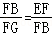 FB/FG = EF/FB